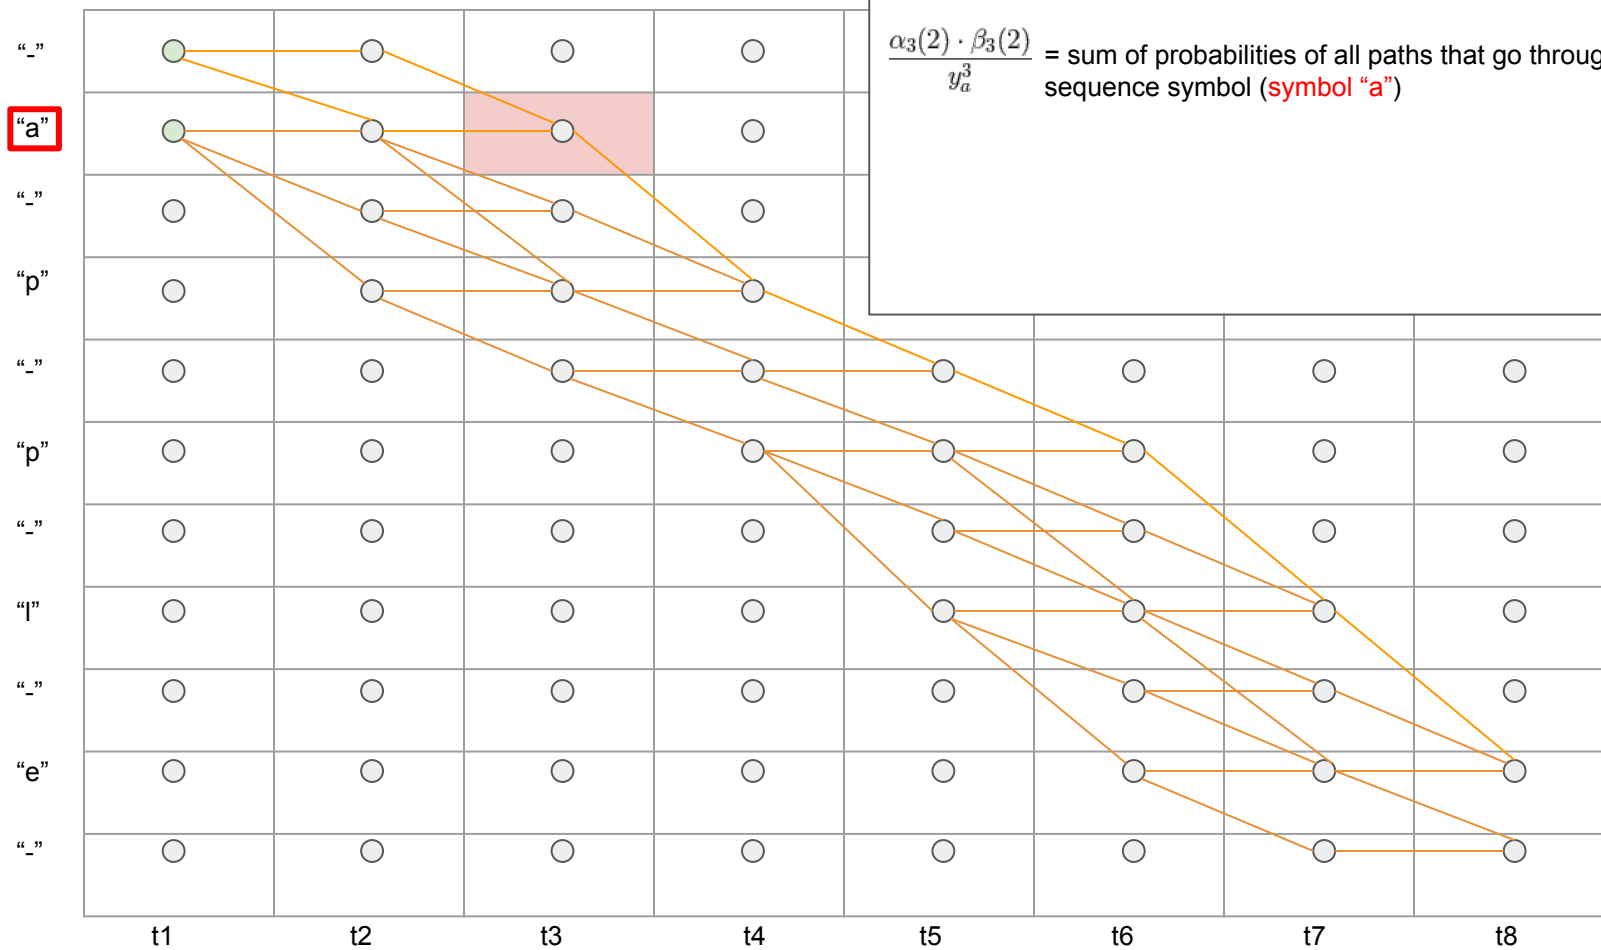 “-”
“a”
“-”
“p”
“-”
“p”
“-”
“l”
“-”
“e”
“-”
α₃(2) · β₃(2) / y³ₐ = sum of probabilities of all paths that go throug
sequence symbol (symbol “a”)
t1 t2 t3 t4 t5 t6 t7 t8